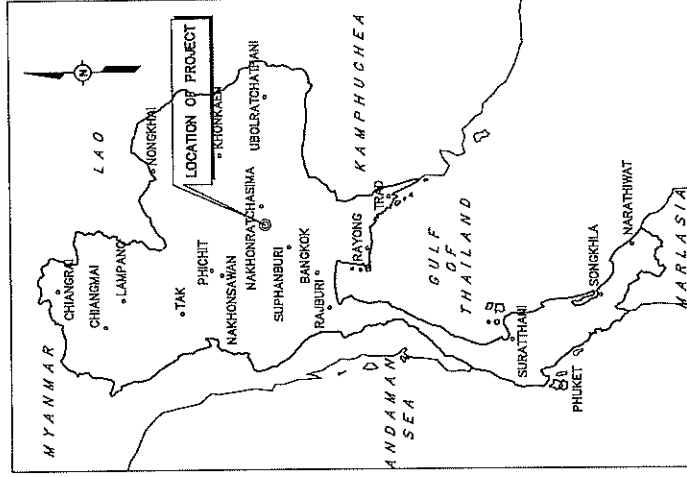 MYANMAR
CHIANGRAI
CHIANGMAI
LAMPANG
LAO
N
NONGKHAI
LOCATION OF PROJECT
TAK
PHICHIT
KHONKAEN
NAKHONSAWAN
NAKHONRATCHASIMA
UBOLRATCHATHANI
SUPHANBURI
BANGKOK
RAJBURI
RAYONG
KAMPHUCHEA
TRAD
GULF
OF
THAILAND
ANDAMAN
SEA
SURATTHANI
PHUKET
SONGKHLA
NARATHIWAT
MARLASIA